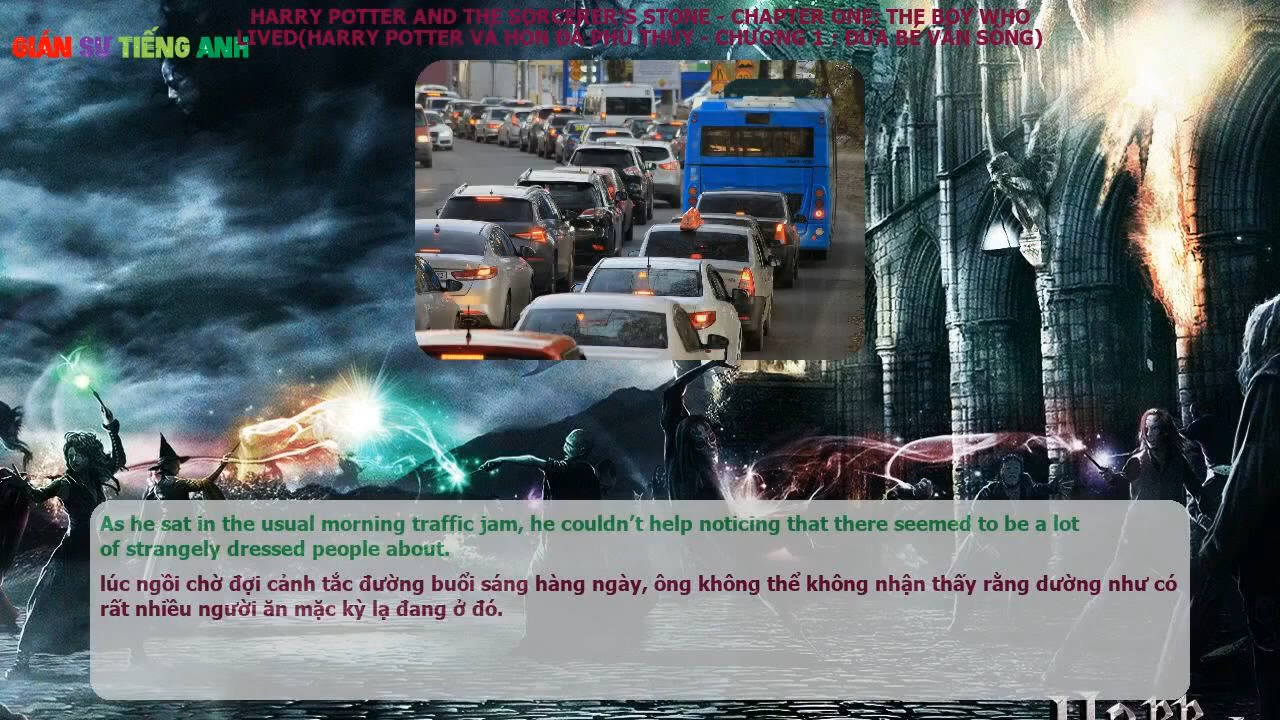 HARRY POTTER AND THE SORCERER'S STONE - CHAPTER ONE: THE BOY WHO
LIVED(HARRY POTTER VÀ HÒN ĐÁ PHÙ THỦY - CHƯƠNG 1 : ĐỨA BÉ VẪN SỐNG)
GIÁN SƯ TIẾNG ANH
As he sat in the usual morning traffic jam, he couldn’t help noticing that there seemed to be a lot
of strangely dressed people about.
lúc ngồi chờ đợi cảnh tắc đường buổi sáng hàng ngày, ông không thể không nhận thấy rằng dường như có
rất nhiều người ăn mặc kỳ lạ đang ở đó.